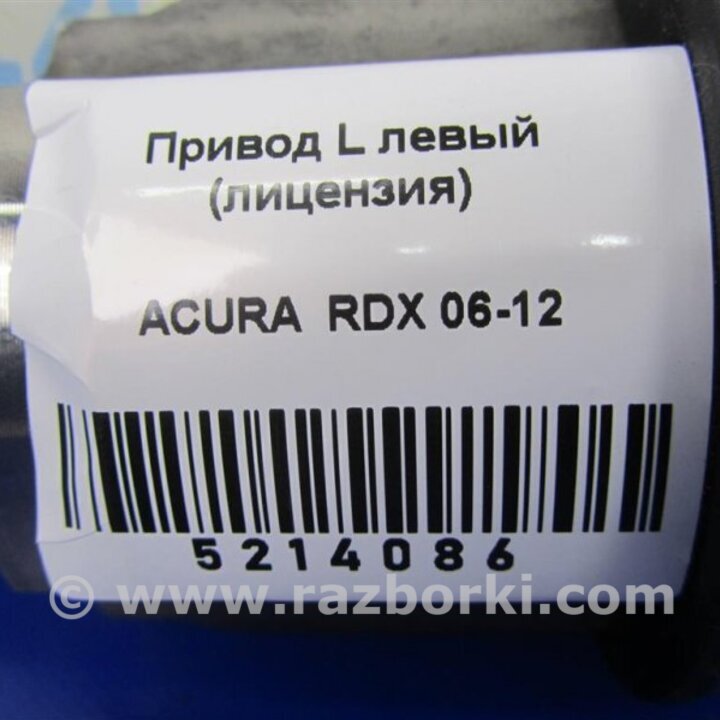 Привод L левый
(лицензия)
ACURA RDX 06-12
5214086
© www.razborki.com